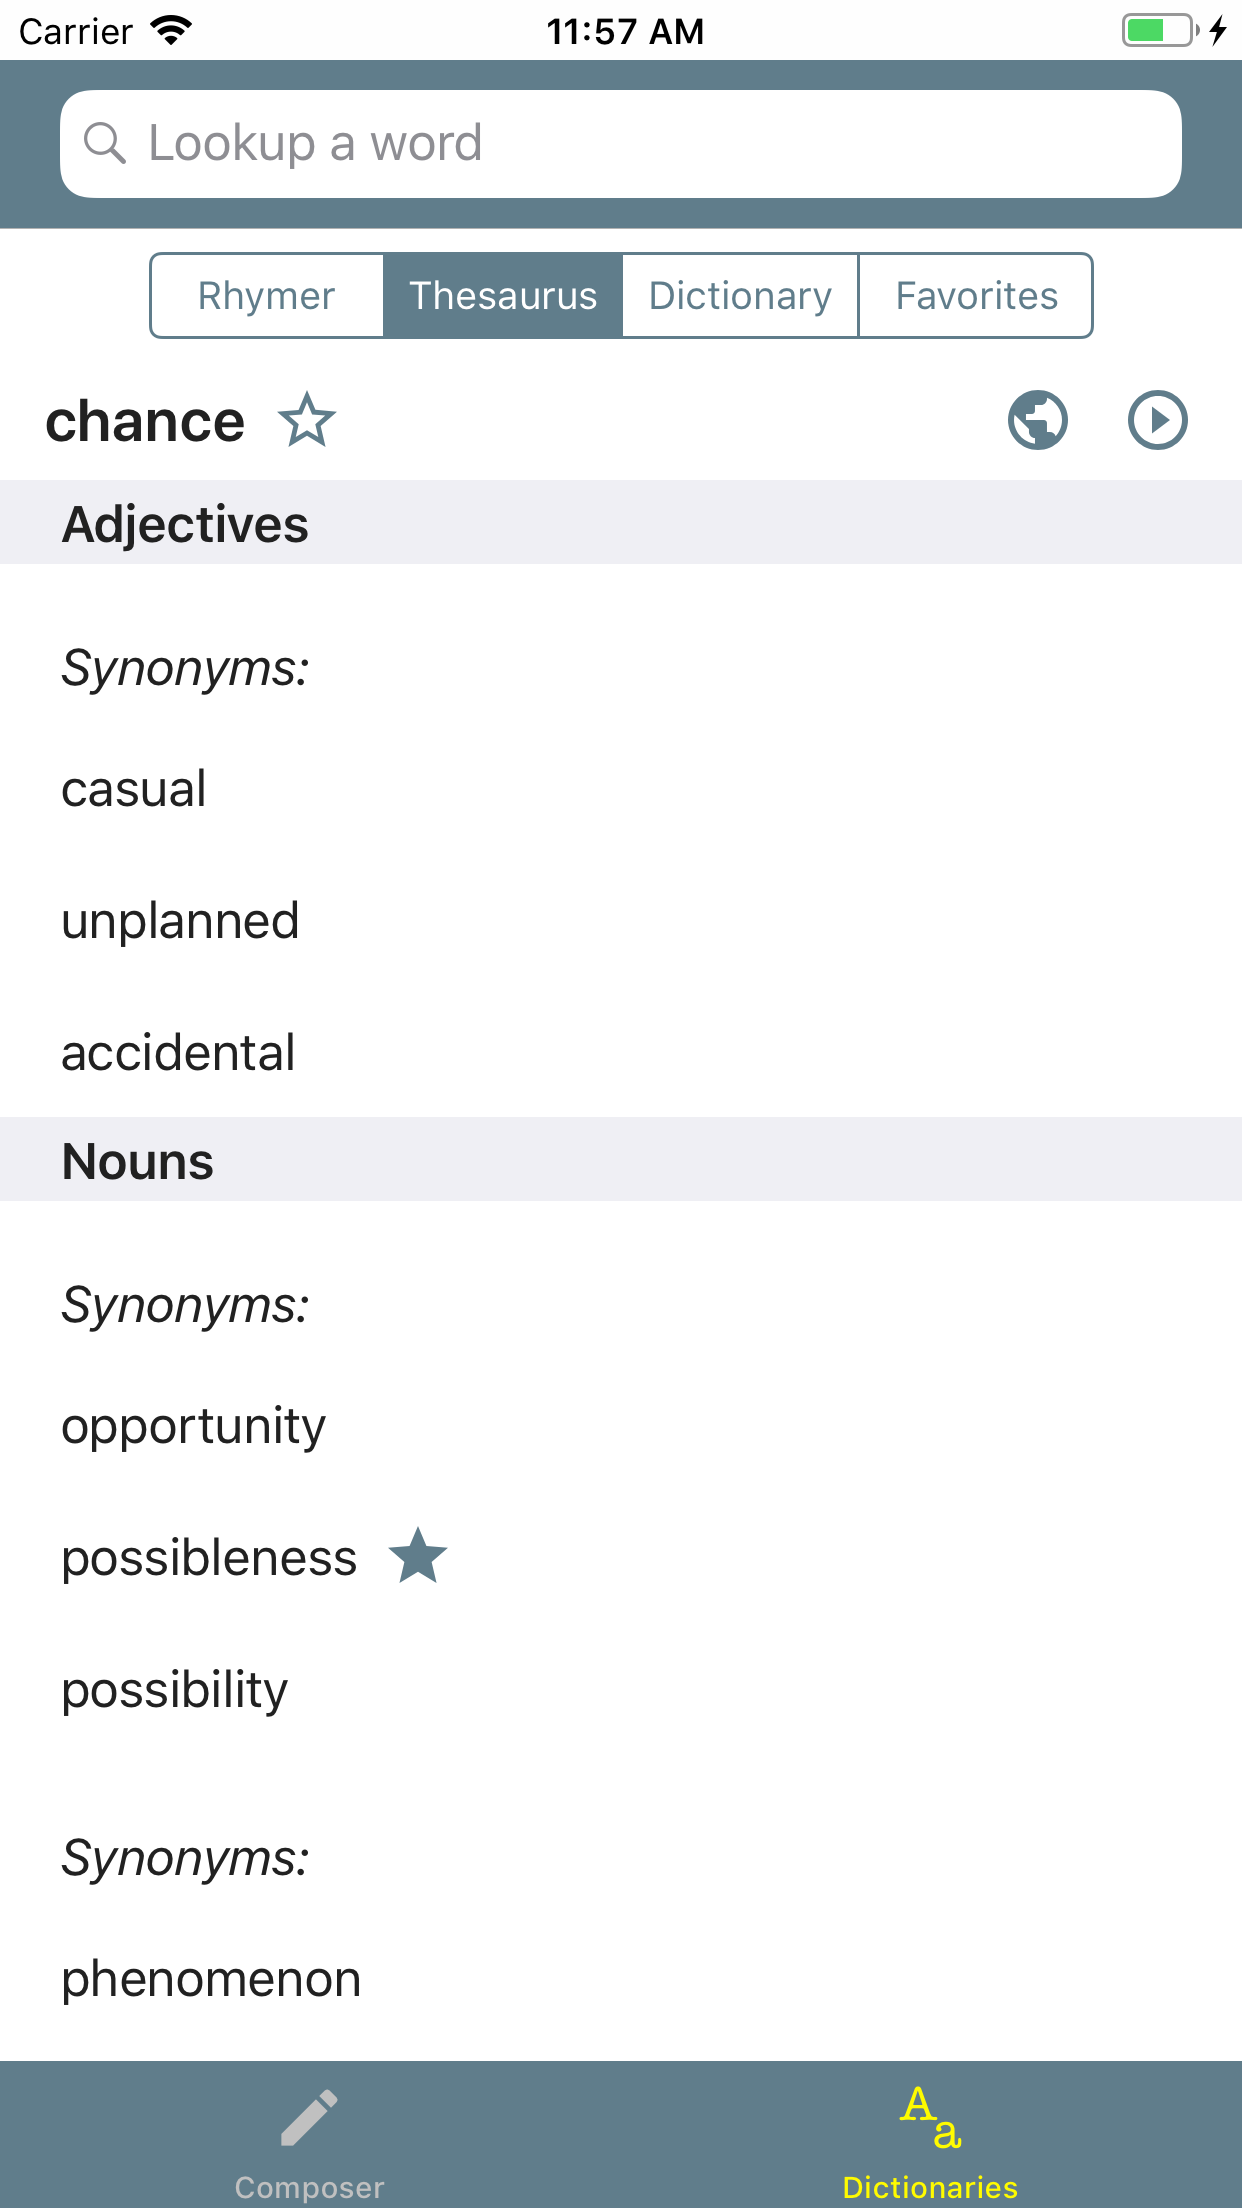 Carrier 11:57 AM
Lookup a word
Rhymer Thesaurus Dictionary Favorites
chance
Adjectives
Synonyms:
casual
unplanned
accidental
Nouns
Synonyms:
opportunity
possibleness
possibility
Synonyms:
phenomenon
Aa
Composer Dictionaries